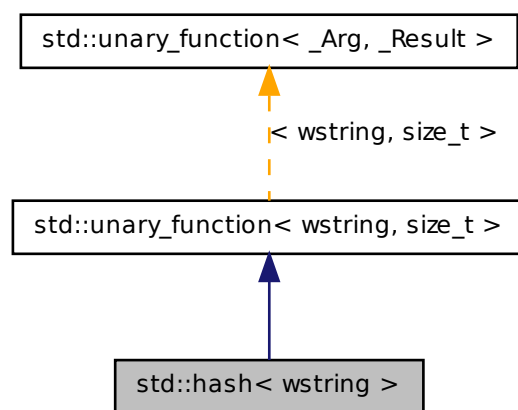 std::unary_function< _Arg, _Result >
< wstring, size_t >
std::unary_function< wstring, size_t >
std::hash< wstring >